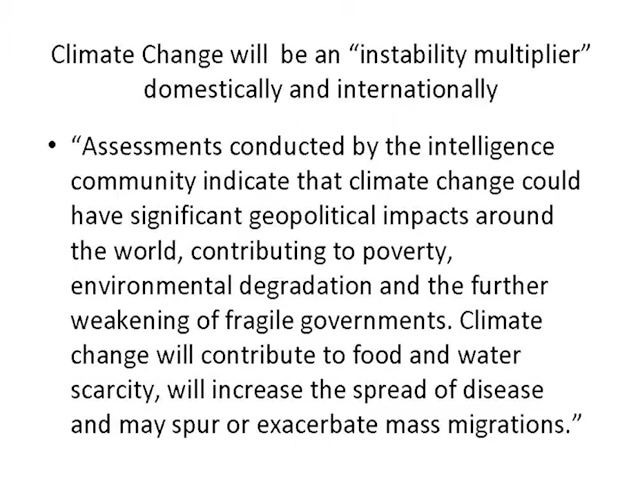 Climate Change will  be an “instability multiplier”
domestically and internationally
• “Assessments conducted by the intelligence
community indicate that climate change could
have significant geopolitical impacts around
the world, contributing to poverty,
environmental degradation and the further
weakening of fragile governments. Climate
change will contribute to food and water
scarcity, will increase the spread of disease
and may spur or exacerbate mass migrations.”